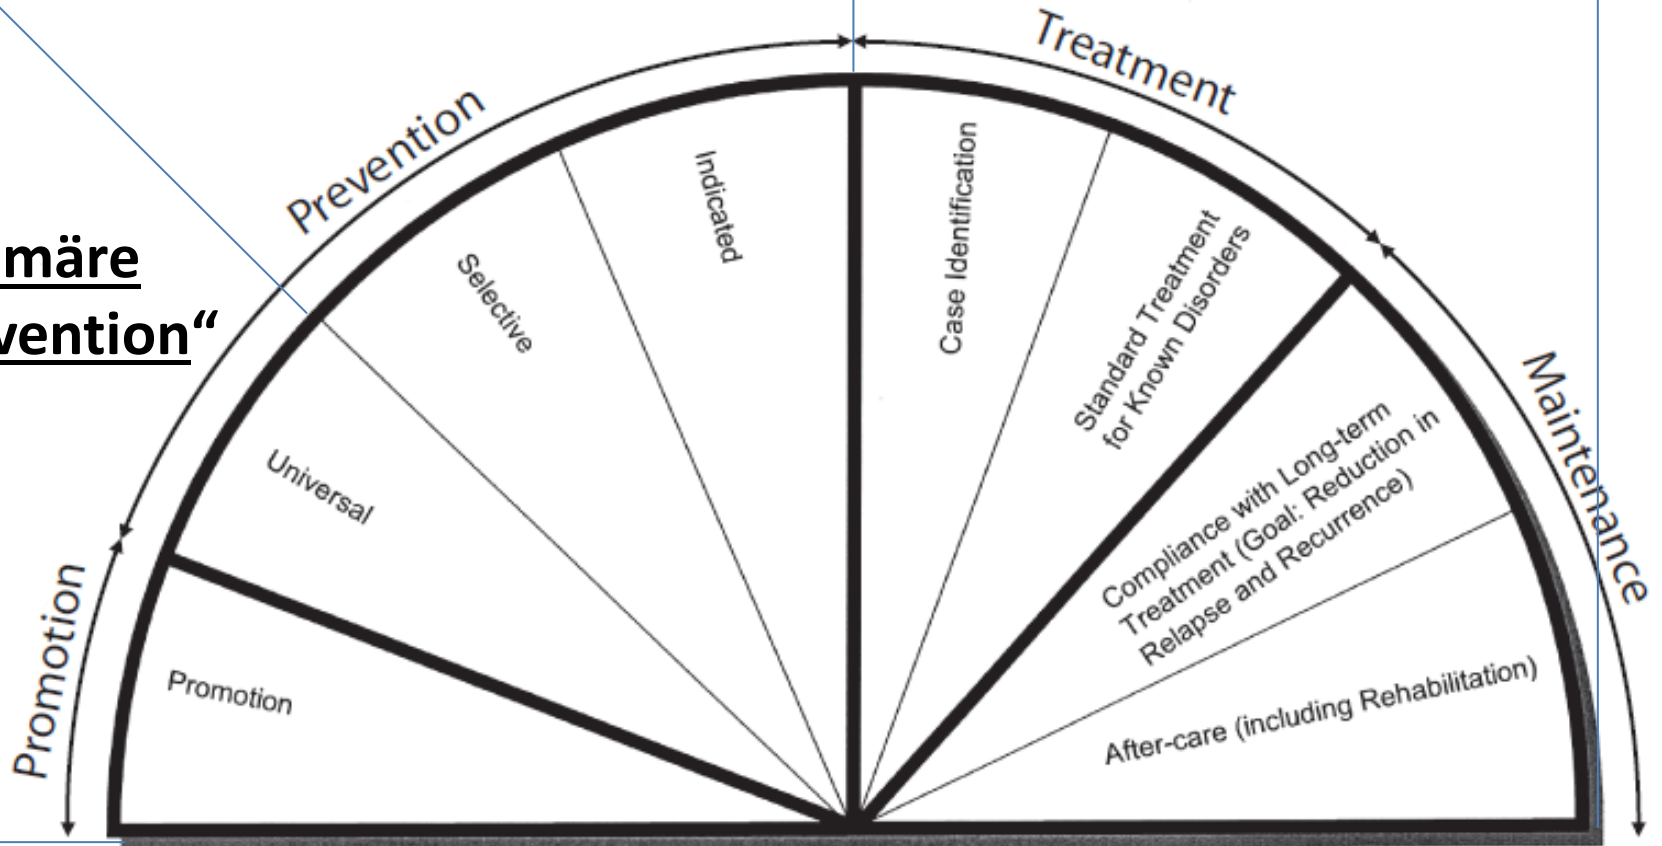 Treatment
Prevention
märe
vention“
Promotion
Maintenance
Promotion
Universal
Selective
Indicated
Case Identification
Standard Treatment
for Known Disorders
Compliance with Long-term
Treatment (Goal: Reduction in
Relapse and Recurrence)
After-care (including Rehabilitation)